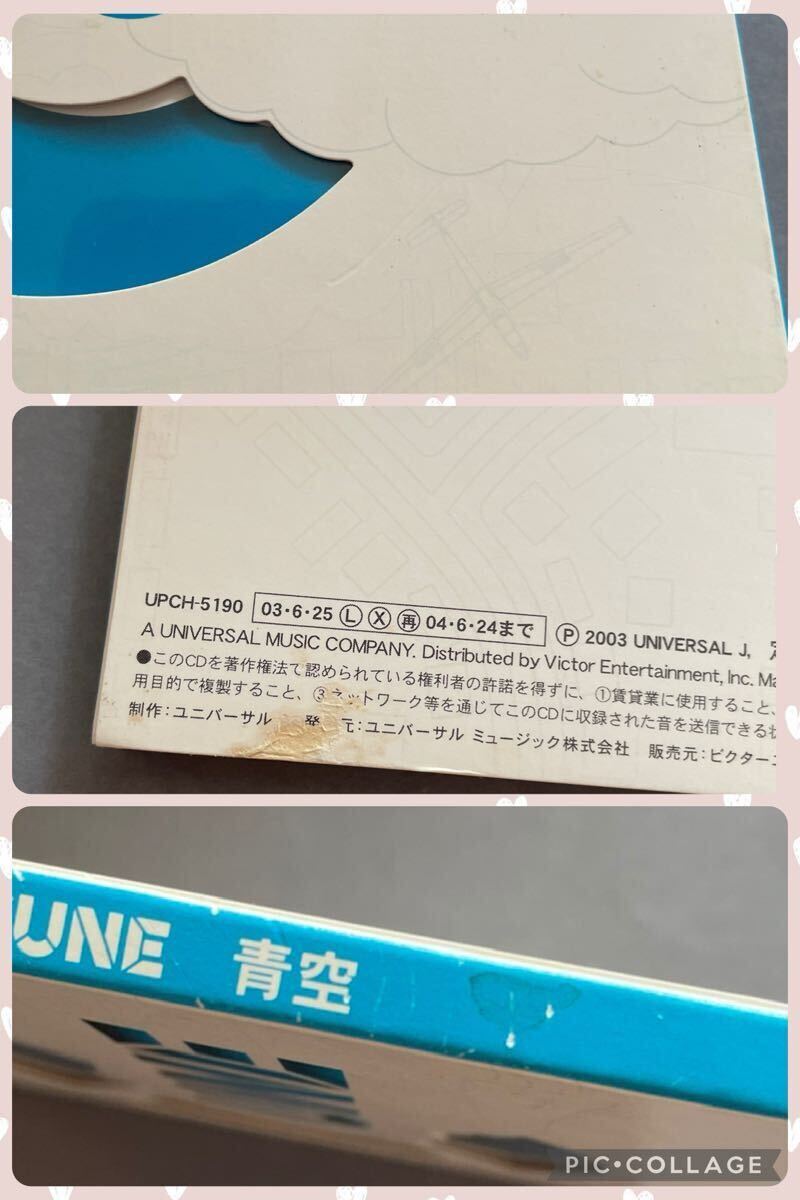 UPCH-5190 03・6・25 Ⓛ Ⓧ ㊢ 04・6・24まで Ⓟ 2003 UNIVERSAL J,
A UNIVERSAL MUSIC COMPANY. Distributed by Victor Entertainment, Inc.
●このCDを著作権法で認められている権利者の許諾を得ずに、①賃貸業に使用すること、
用目的で複製すること、③ネットワーク等を通じてこのCDに収録された音を送信できる状
制作：ユニバーサル 発 元：ユニバーサル ミュージック株式会社 販売元：ビクター
UNE 青空
PIC•COLLAGE